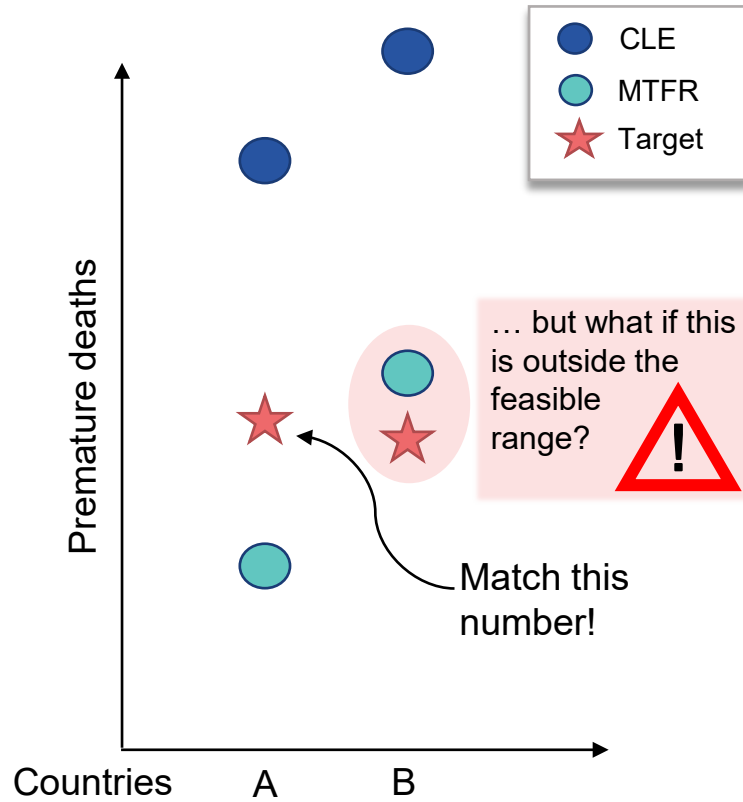 CLE
MTFR
Target
Premature deaths
… but what if this
is outside the
feasible
range?
!
Match this
number!
Countries A B